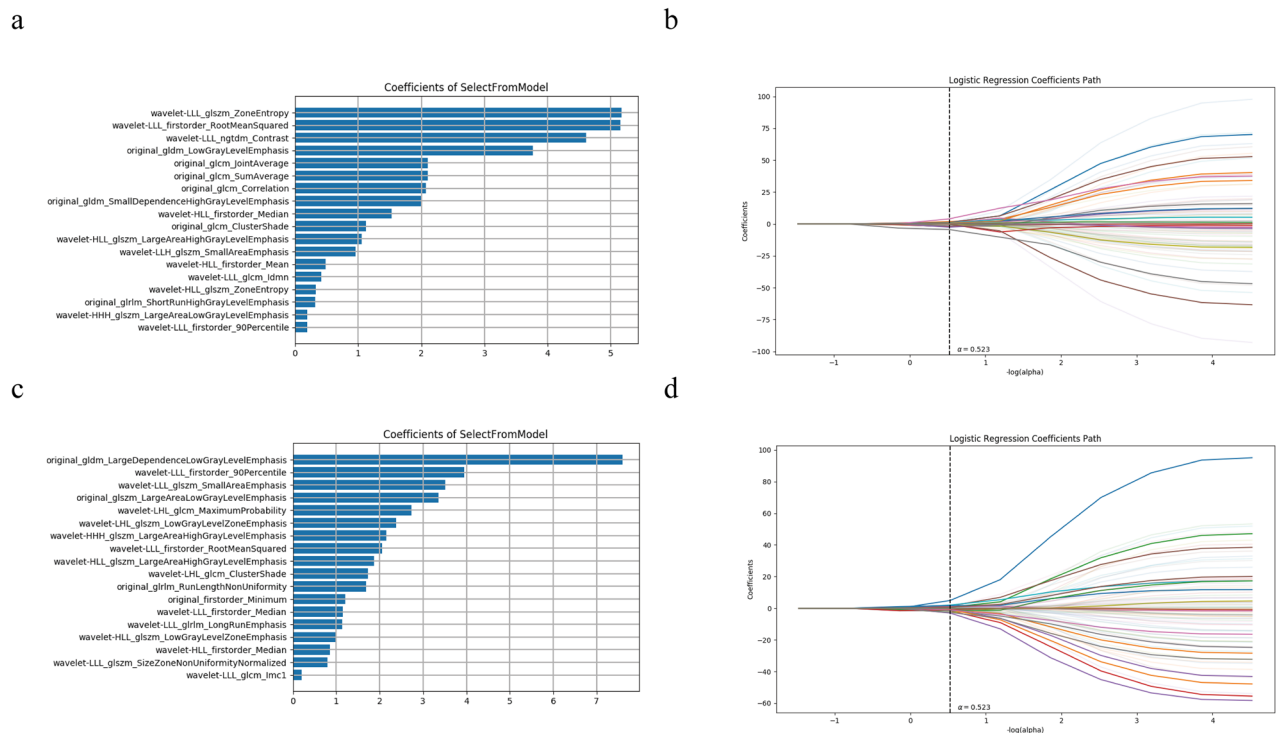 a
Coefficients of SelectFromModel
wavelet-LLL_glszm_ZoneEntropy
wavelet-LLL_firstorder_RootMeanSquared
wavelet-LLL_ngtdm_Contrast
original_gldm_LowGrayLevelEmphasis
original_glcm_JointAverage
original_glcm_SumAverage
original_glcm_Correlation
original_gldm_SmallDependenceHighGrayLevelEmphasis
wavelet-HLL_firstorder_Median
original_glcm_ClusterShade
wavelet-HLL_glszm_LargeAreaHighGrayLevelEmphasis
wavelet-LLH_glszm_SmallAreaEmphasis
wavelet-HLL_firstorder_Mean
wavelet-LLL_glcm_Idmn
wavelet-HLL_glszm_ZoneEntropy
original_glrlm_ShortRunHighGrayLevelEmphasis
wavelet-HHH_glszm_LargeAreaLowGrayLevelEmphasis
wavelet-LLL_firstorder_90Percentile
0 1 2 3 4 5
b
Logistic Regression Coefficients Path
100
75
50
25
0
−25
−50
−75
−100
Coefficients
α = 0.523
−1 0 1 2 3 4
-log(alpha)
c
Coefficients of SelectFromModel
original_gldm_LargeDependenceLowGrayLevelEmphasis
wavelet-LLL_firstorder_90Percentile
wavelet-LLL_glszm_SmallAreaEmphasis
original_glszm_LargeAreaLowGrayLevelEmphasis
wavelet-LHL_glcm_MaximumProbability
wavelet-LHL_glszm_LowGrayLevelZoneEmphasis
wavelet-HHH_glszm_LargeAreaHighGrayLevelEmphasis
wavelet-LLL_firstorder_RootMeanSquared
wavelet-HLL_glszm_LargeAreaHighGrayLevelEmphasis
wavelet-LHL_glcm_ClusterShade
original_glrlm_RunLengthNonUniformity
original_firstorder_Minimum
wavelet-LLL_firstorder_Median
wavelet-LLL_glrlm_LongRunEmphasis
wavelet-HLL_glszm_LowGrayLevelZoneEmphasis
wavelet-HLL_firstorder_Median
wavelet-LLL_glszm_SizeZoneNonUniformityNormalized
wavelet-LLL_glcm_Imc1
0 1 2 3 4 5 6 7
d
Logistic Regression Coefficients Path
100
80
60
40
20
0
−20
−40
−60
Coefficients
α = 0.523
−1 0 1 2 3 4
-log(alpha)